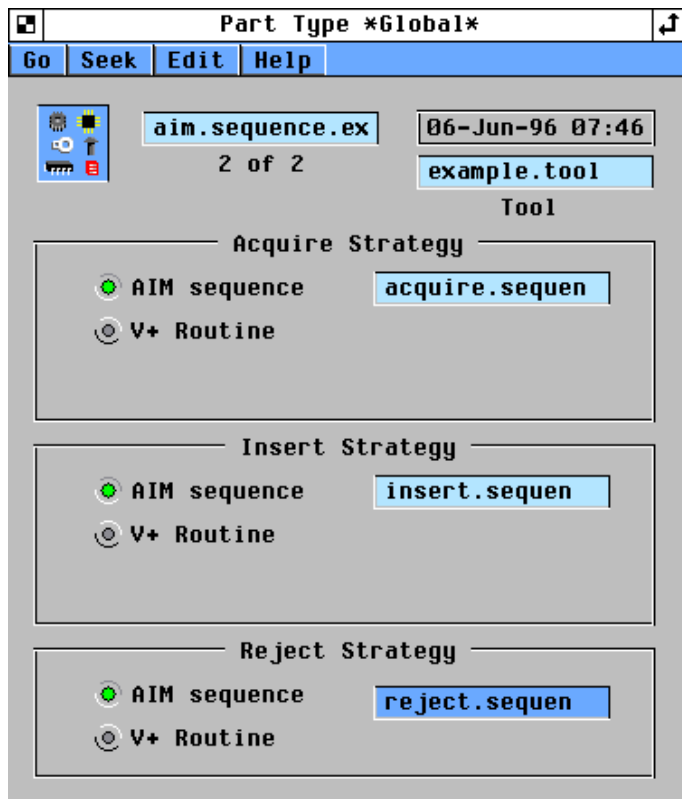 Part Type *Global*
Go Seek Edit Help
aim.sequence.ex 06-Jun-96 07:46
2 of 2 example.tool
Tool
Acquire Strategy
AIM sequence acquire.sequen
V+ Routine
Insert Strategy
AIM sequence insert.sequen
V+ Routine
Reject Strategy
AIM sequence reject.sequen
V+ Routine